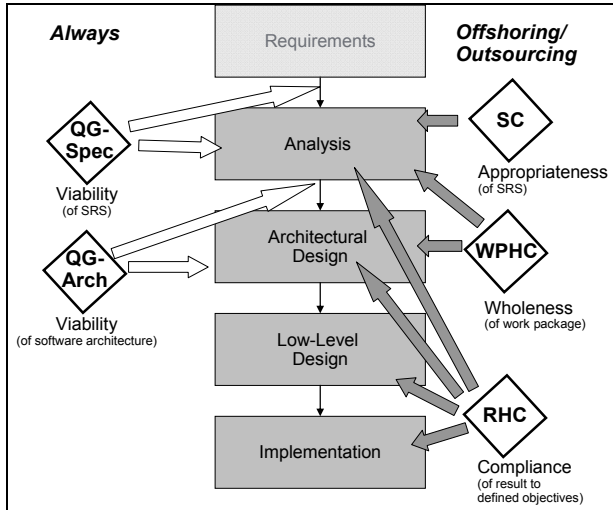 Always
Requirements
Offshoring/
Outsourcing
QG-
Spec
Viability
(of SRS)
Analysis
SC
Appropriateness
(of SRS)
QG-
Arch
Viability
(of software architecture)
Architectural
Design
WPHC
Wholeness
(of work package)
Low-Level
Design
RHC
Compliance
(of result to
defined objectives)
Implementation